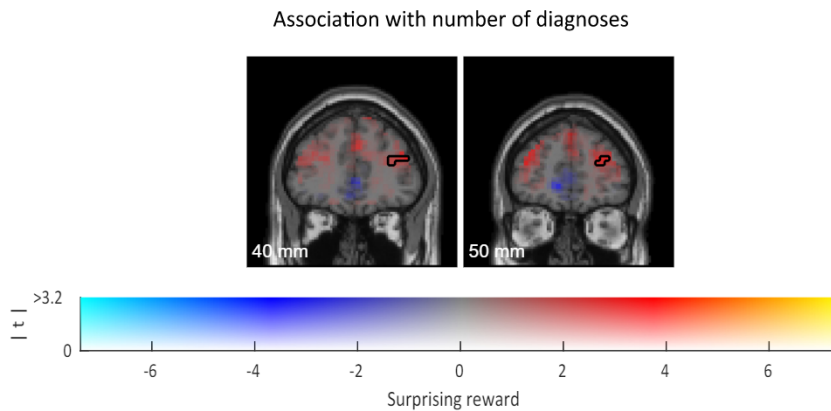 Association with number of diagnoses
40 mm
50 mm
>3.2
| t |
0
-6
-4
-2
0
2
4
6
Surprising reward